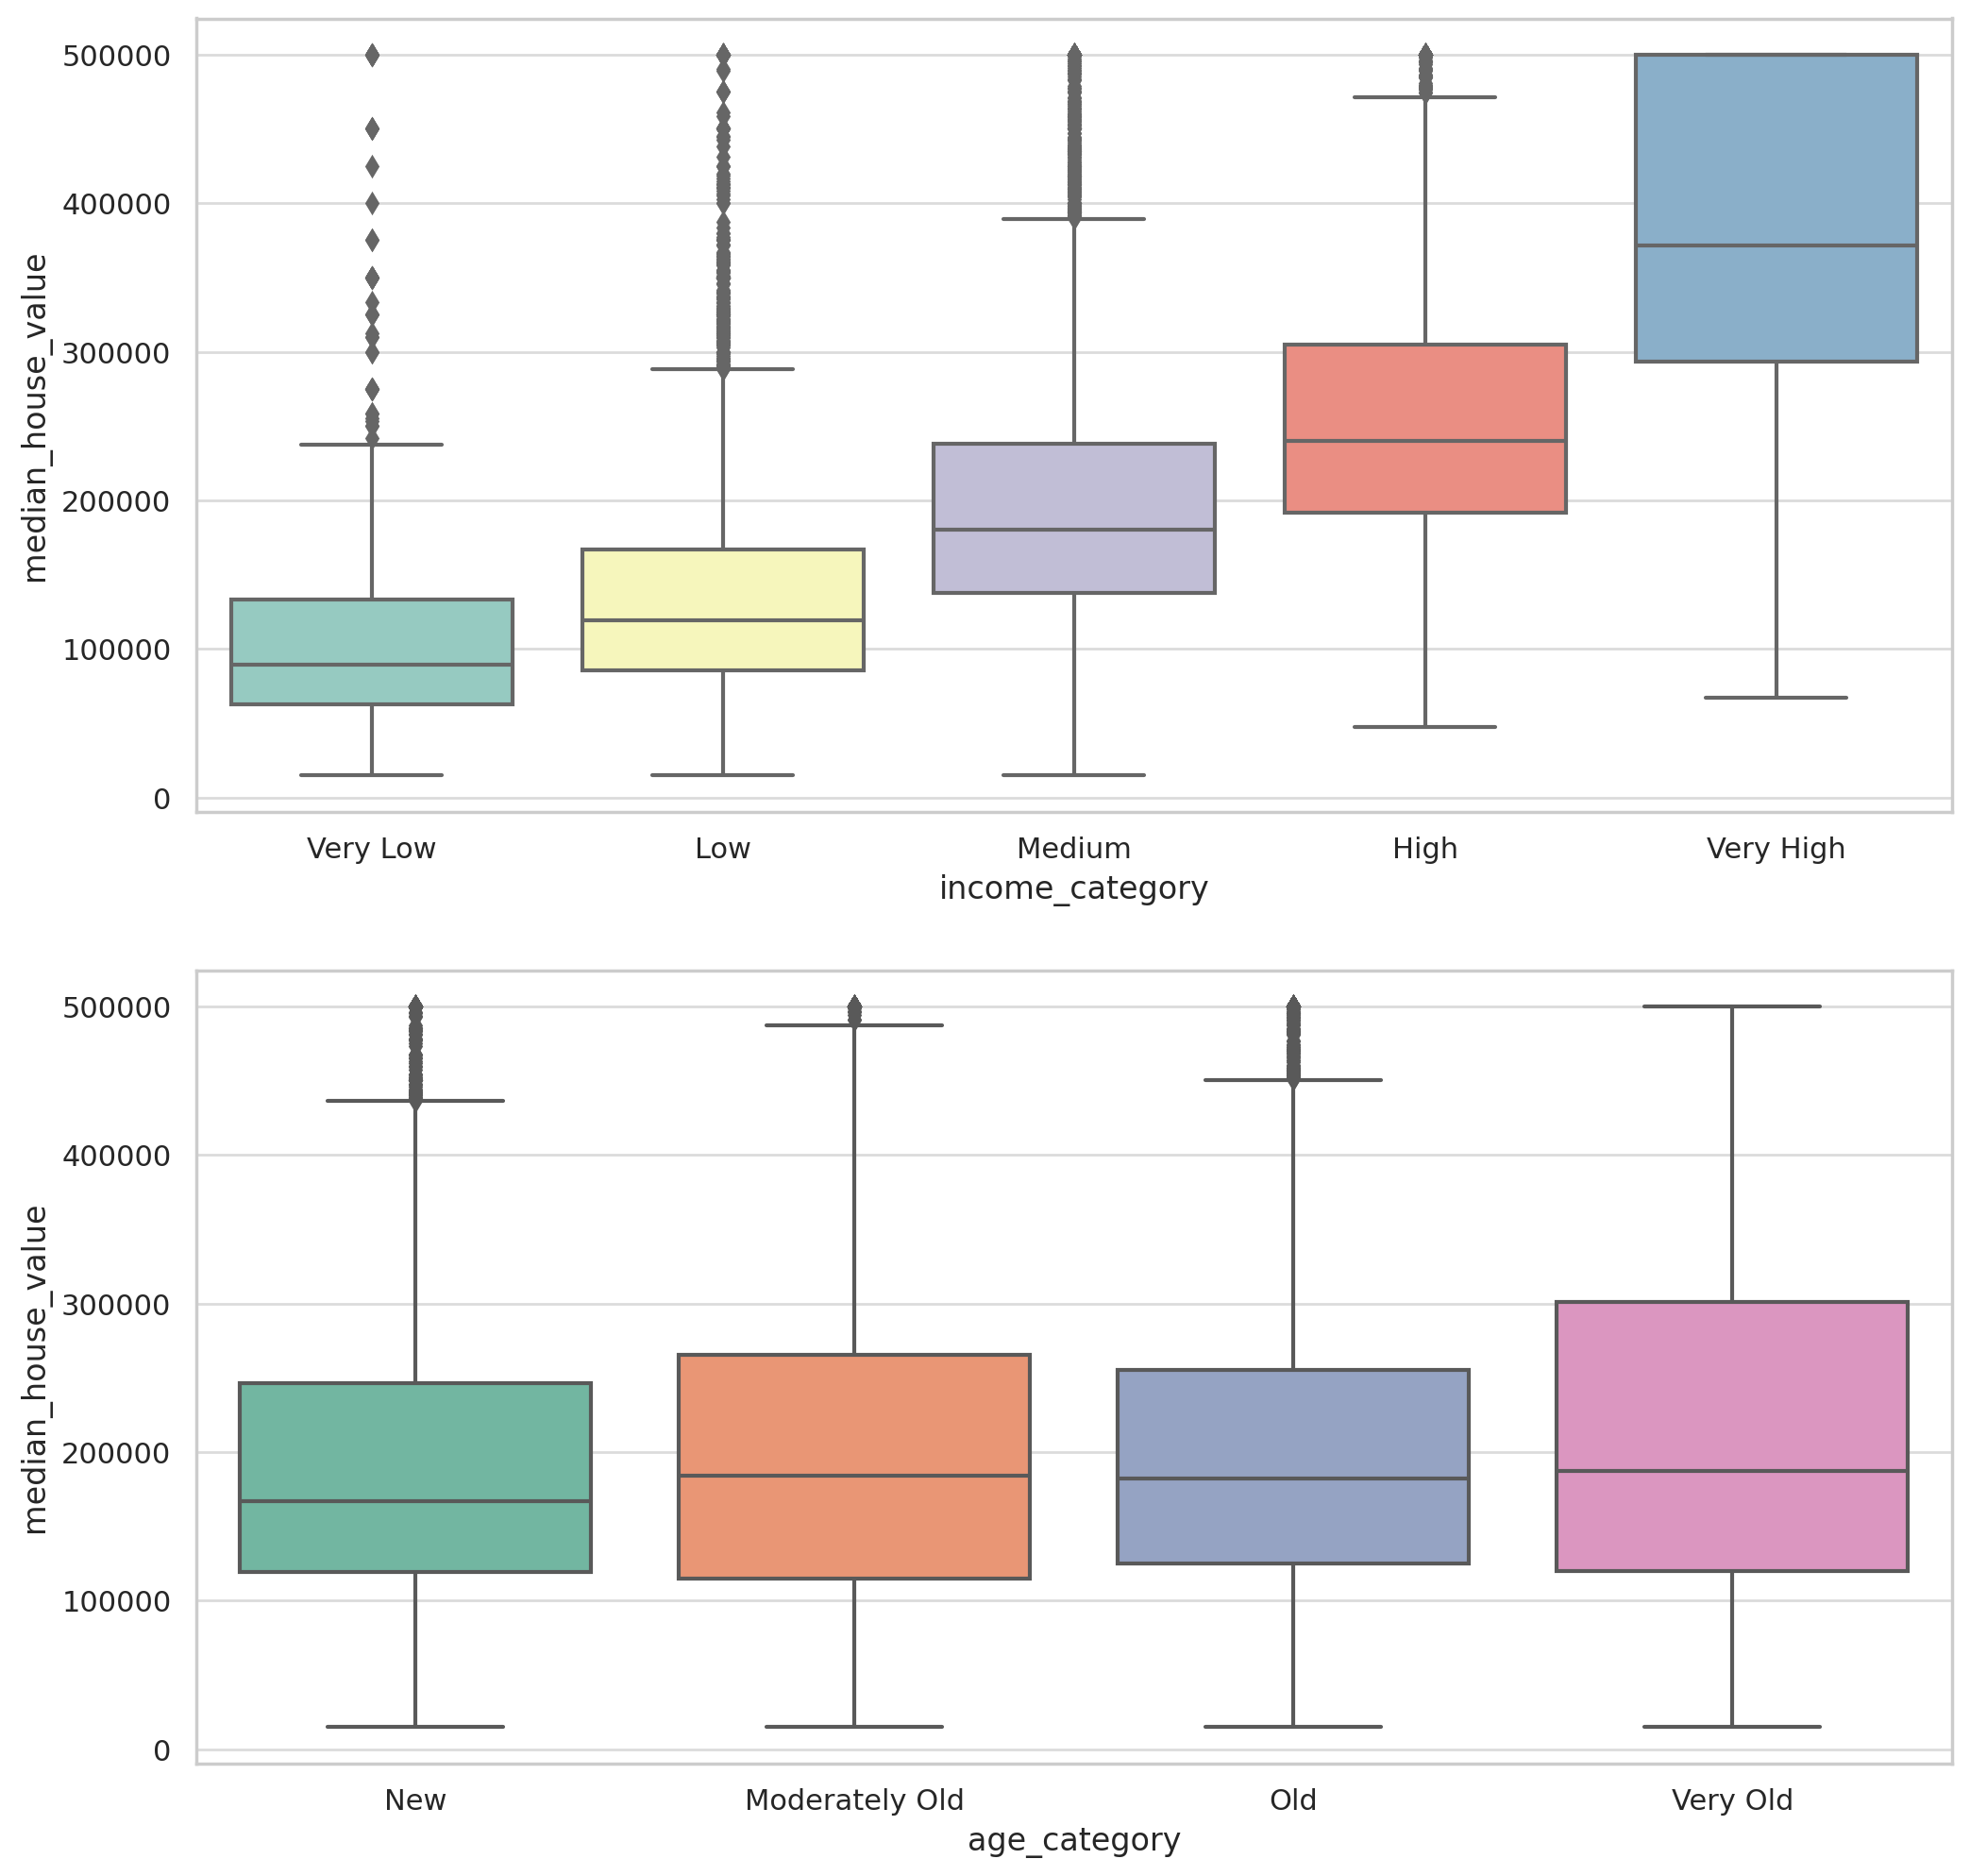 500000
400000
300000
200000
100000
0
median_house_value
Very Low
Low
Medium
High
Very High
income_category
500000
400000
300000
200000
100000
0
median_house_value
New
Moderately Old
Old
Very Old
age_category